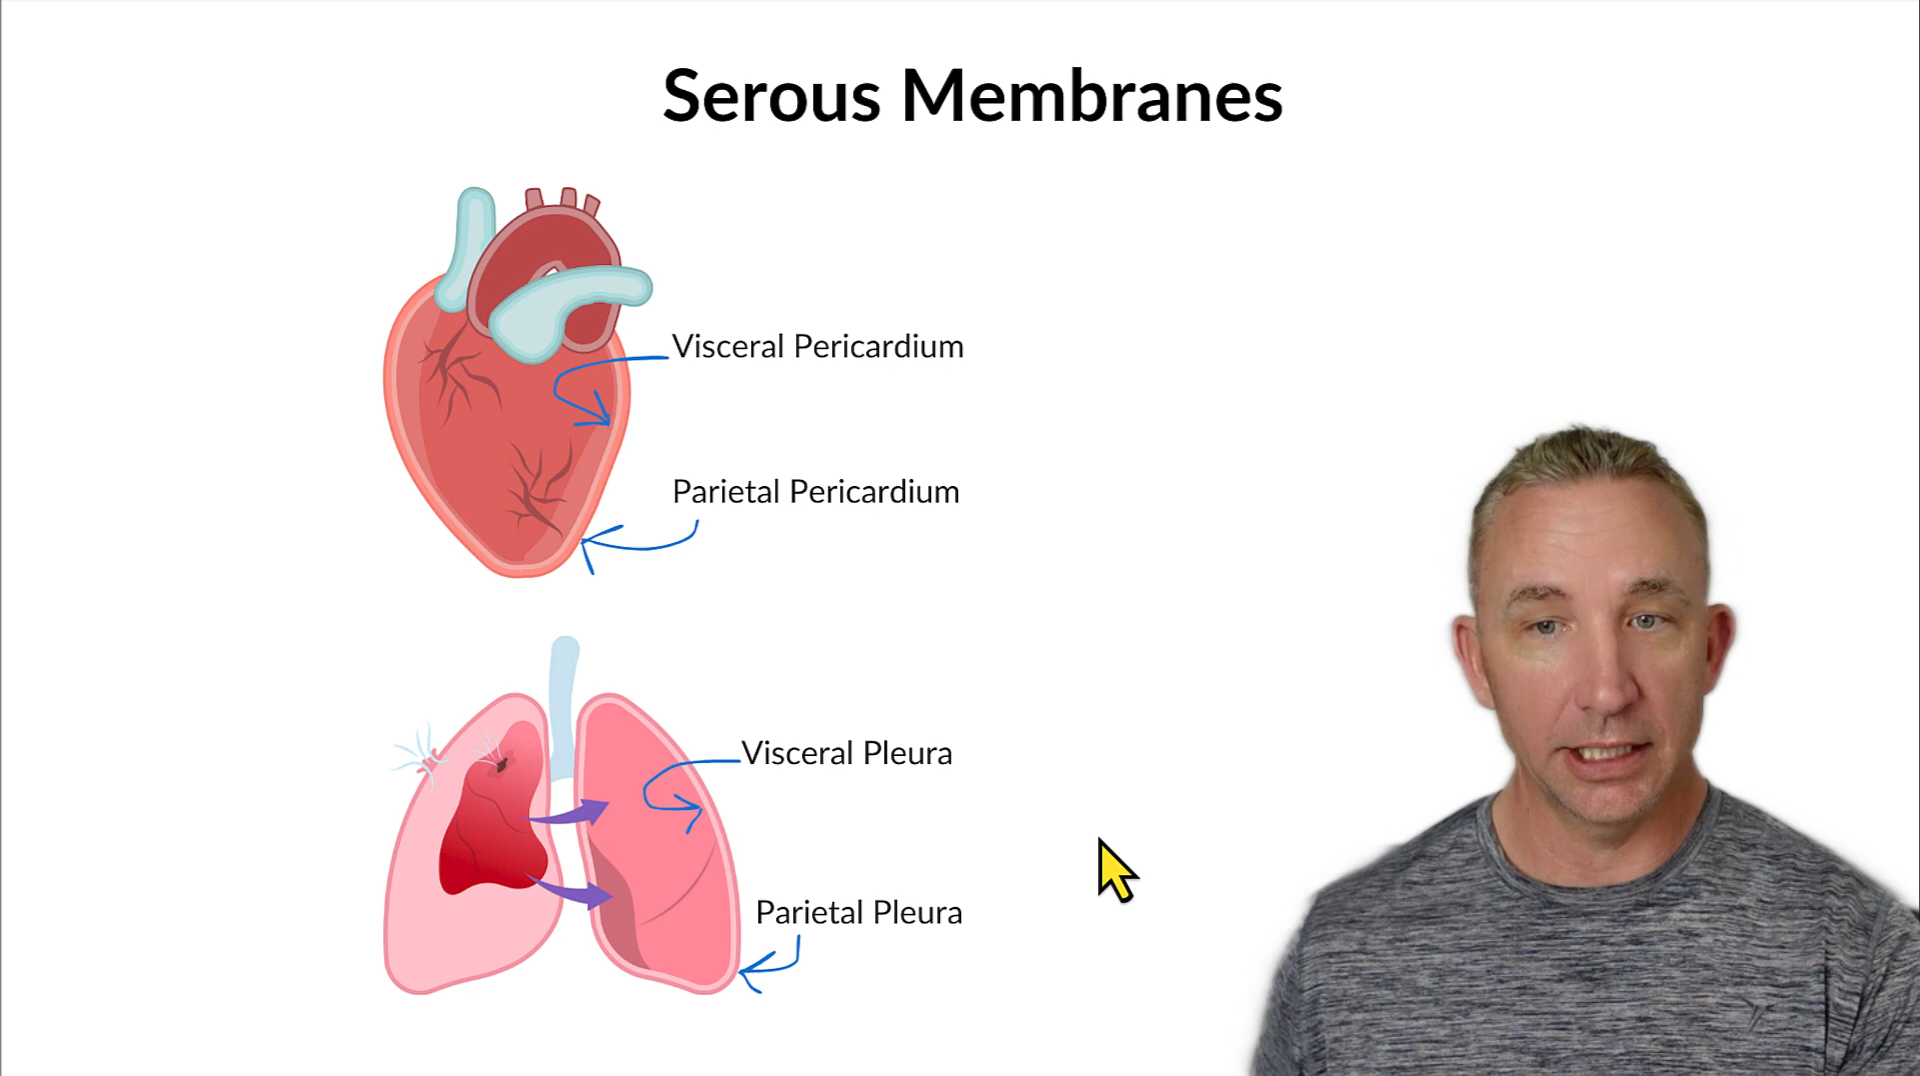 Serous Membranes
Visceral Pericardium
Parietal Pericardium
Visceral Pleura
Parietal Pleura